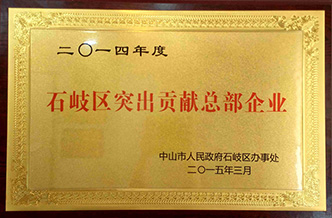 二〇一四年度
石岐区突出贡献总部企业
中山市人民政府石岐区办事处
二〇一五年三月